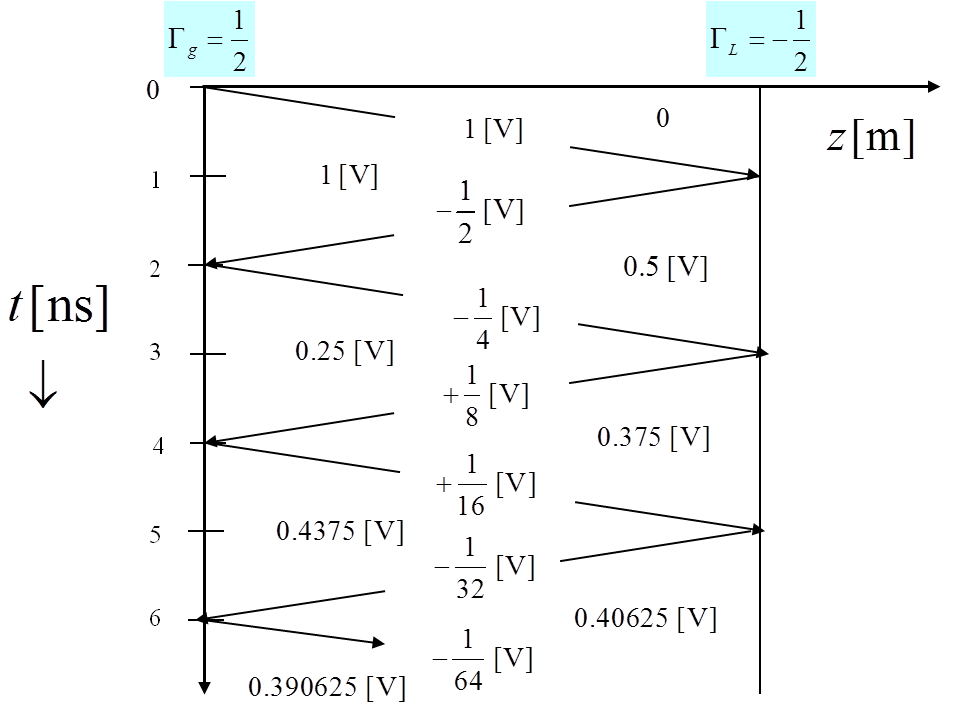 Γg = 1/2
ΓL = −1/2
0
1 [V]
0
z[m]
1
1 [V]
−1/2 [V]
2
0.5 [V]
t[ns]
↓
−1/4 [V]
3
0.25 [V]
+1/8 [V]
4
0.375 [V]
+1/16 [V]
5
0.4375 [V]
−1/32 [V]
6
0.40625 [V]
−1/64 [V]
0.390625 [V]